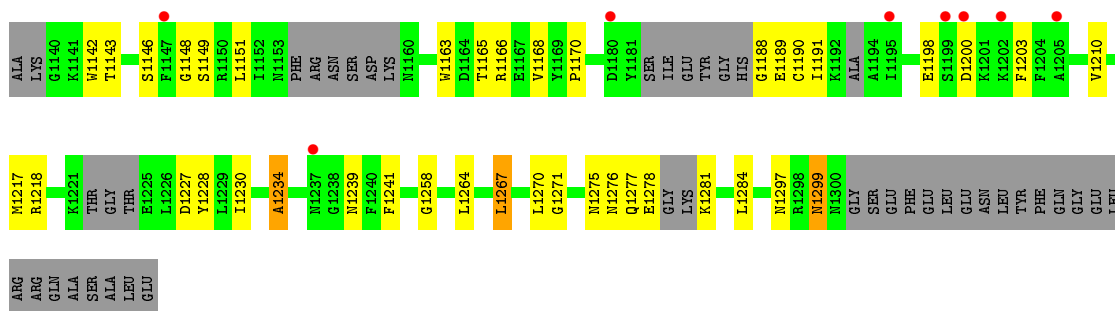 ALA LYS G1140 K1141 W1142 T1143 S1146 F1147 G1148 S1149 R1150 L1151 I1152 N1153 PHE ARG ASN SER ASP LYS N1160 W1163 D1164 T1165 R1166 E1167 V1168 Y1169 P1170 D1180 Y1181 SER ILE GLU TYR GLY HIS G1188 E1189 C1190 I1191 K1192 ALA A1194 I1195 E1198 S1199 D1200 K1201 K1202 F1203 F1204 A1205 V1210
M1217 R1218 K1221 THR GLY THR E1225 L1226 D1227 Y1228 L1229 I1230 A1234 N1237 G1238 N1239 F1240 F1241 G1258 L1264 L1267 L1270 G1271 N1275 N1276 Q1277 E1278 GLY LYS K1281 L1284 N1297 R1298 N1299 N1300 GLY SER GLU PHE GLU LEU GLU ASN LEU TYR PHE GLN GLY GLU LEU
ARG ARG GLN ALA SER ALA LEU GLU